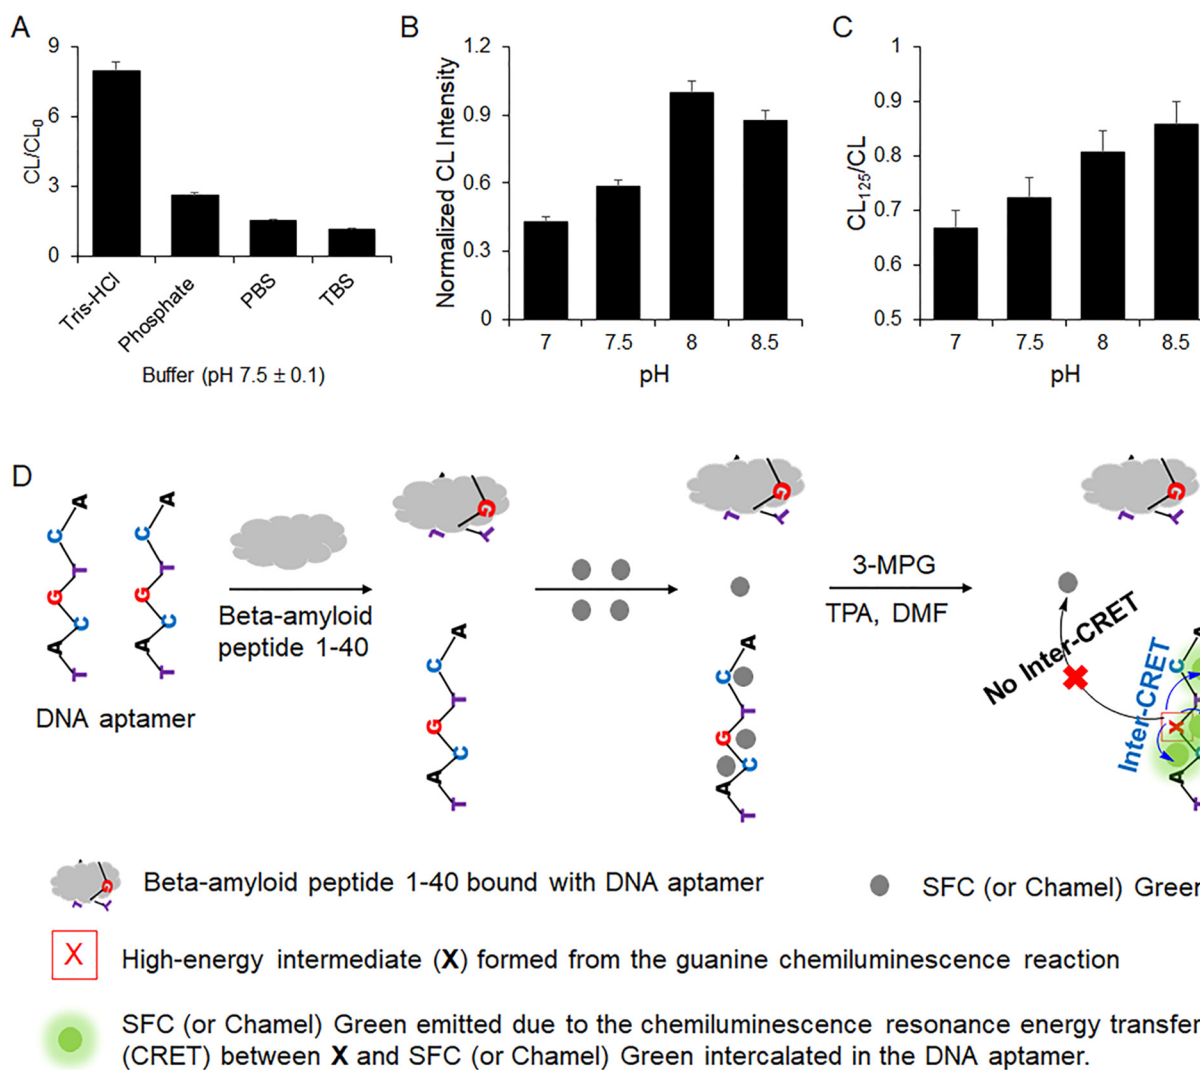 A
9
6
3
0
CL/CL0
Tris-HCl
Phosphate
PBS
TBS
Buffer (pH 7.5 ± 0.1)
B
1.2
0.9
0.6
0.3
0
Normalized CL Intensity
7
7.5
8
8.5
pH
C
1
0.9
0.8
0.7
0.6
0.5
CL125/CL
7
7.5
8
8.5
pH
D
A
C
T
G
C
A
T
A
C
T
G
C
A
T
DNA aptamer
Beta-amyloid
peptide 1-40
G
T
T
A
C
T
G
C
A
T
G
T
T
A
C
T
G
C
A
T
3-MPG
TPA, DMF
G
T
T
No Inter-CRET
Inter-CRET
A
C
T
X
C
A
T
G
Beta-amyloid peptide 1-40 bound with DNA aptamer
SFC (or Chamel) Green
X
High-energy intermediate (X) formed from the guanine chemiluminescence reaction
SFC (or Chamel) Green emitted due to the chemiluminescence resonance energy transfer
(CRET) between X and SFC (or Chamel) Green intercalated in the DNA aptamer.